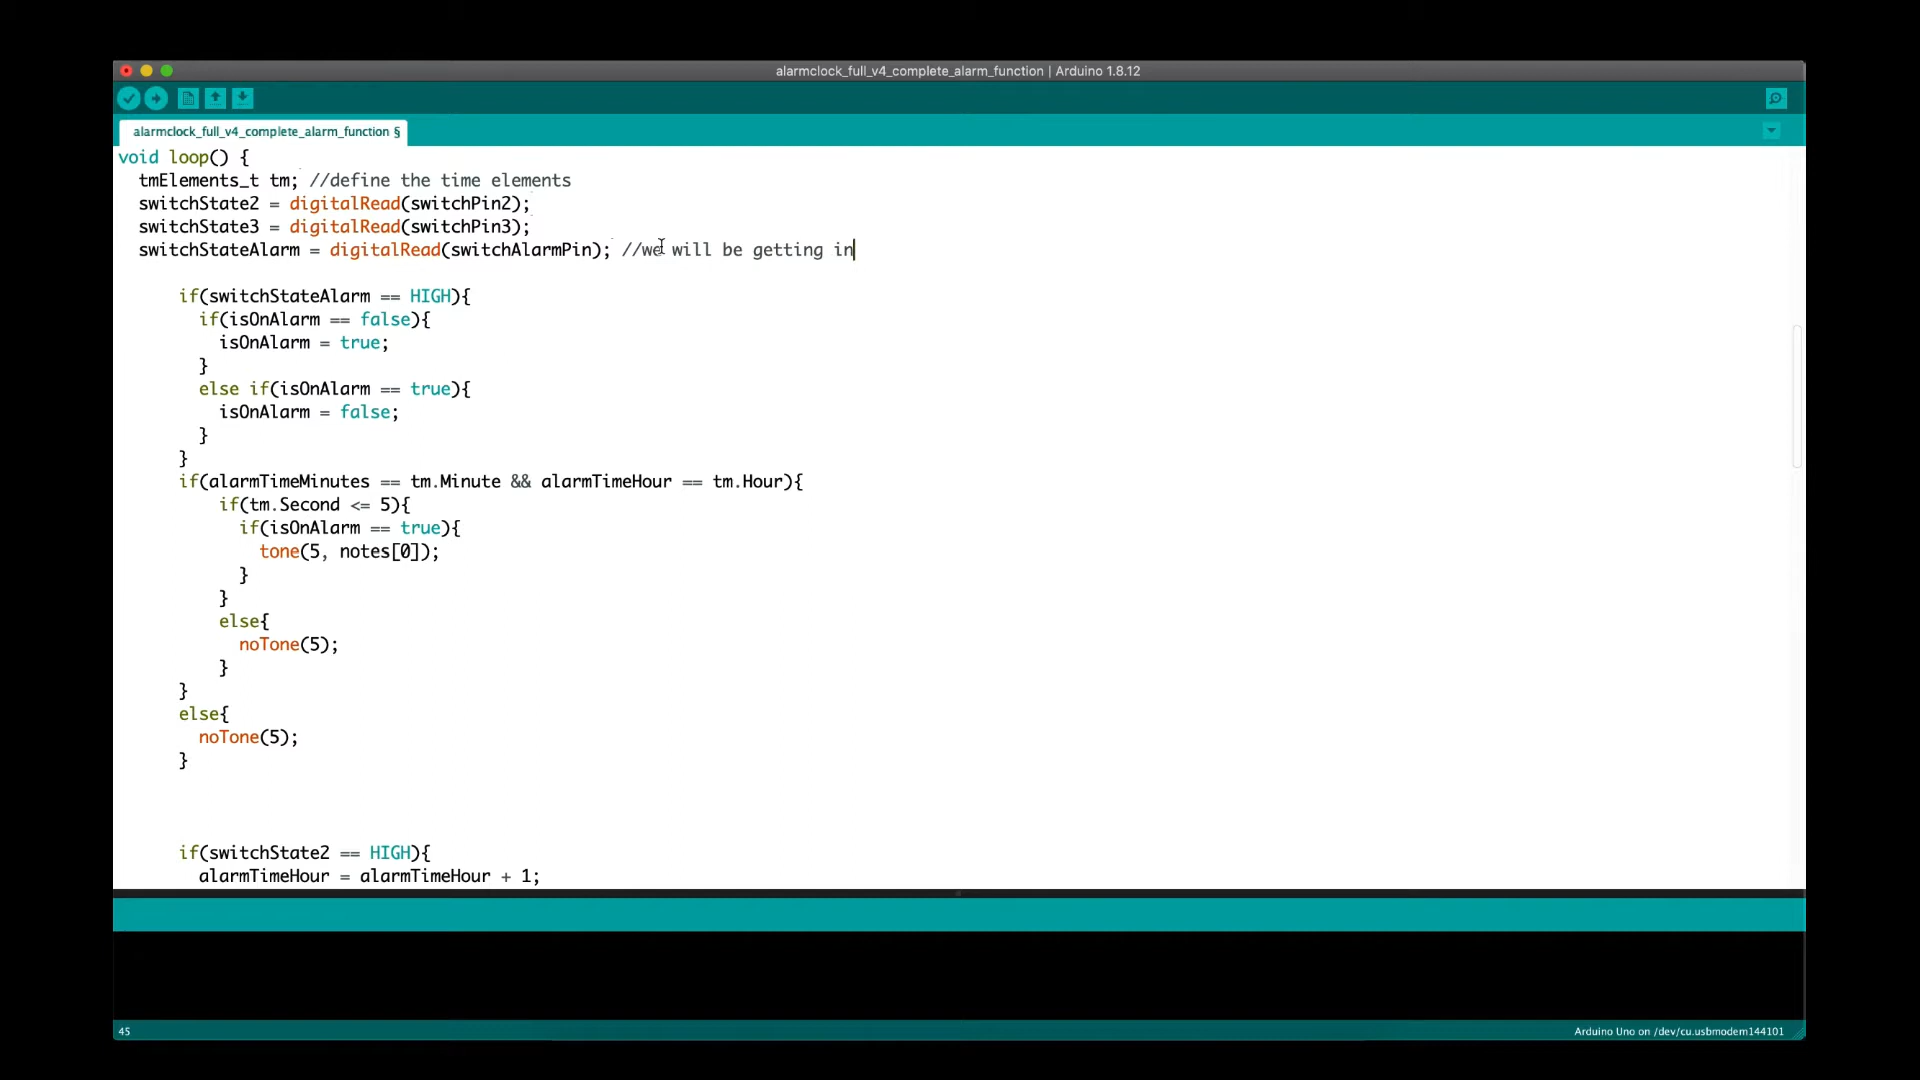 alarmclock_full_v4_complete_alarm_function | Arduino 1.8.12
alarmclock_full_v4_complete_alarm_function §
void loop() {
  tmElements_t tm; //define the time elements
  switchState2 = digitalRead(switchPin2);
  switchState3 = digitalRead(switchPin3);
  switchStateAlarm = digitalRead(switchAlarmPin); //we will be getting in
      if(switchStateAlarm == HIGH){
        if(isOnAlarm == false){
          isOnAlarm = true;
        }
        else if(isOnAlarm == true){
          isOnAlarm = false;
        }
      }
      if(alarmTimeMinutes == tm.Minute && alarmTimeHour == tm.Hour){
          if(tm.Second <= 5){
            if(isOnAlarm == true){
              tone(5, notes[0]);
            }
          }
          else{
            noTone(5);
          }
      }
      else{
        noTone(5);
      }
      if(switchState2 == HIGH){
        alarmTimeHour = alarmTimeHour + 1;
45
Arduino Uno on /dev/cu.usbmodem144101